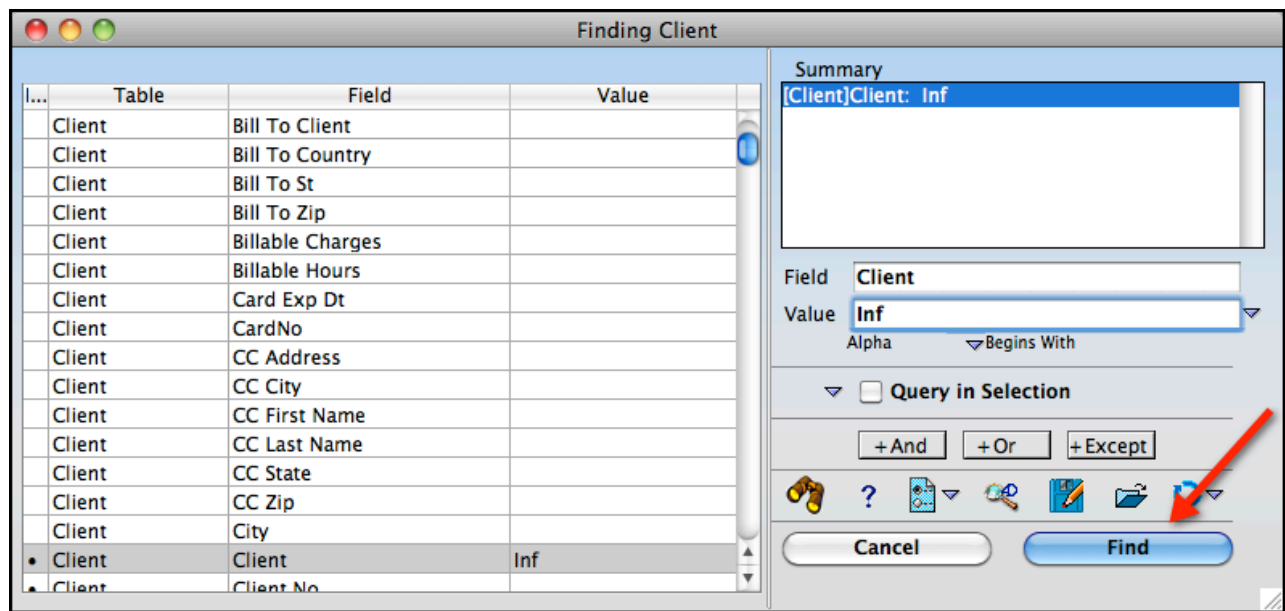 Finding Client
I... Table Field Value
Client Bill To Client
Client Bill To Country
Client Bill To St
Client Bill To Zip
Client Billable Charges
Client Billable Hours
Client Card Exp Dt
Client CardNo
Client CC Address
Client CC City
Client CC First Name
Client CC Last Name
Client CC State
Client CC Zip
Client City
• Client Client Inf
• Client Client No
Summary
[Client]Client: Inf
Field Client
Value Inf
Alpha Begins With
Query in Selection
+And +Or +Except
?
Cancel Find